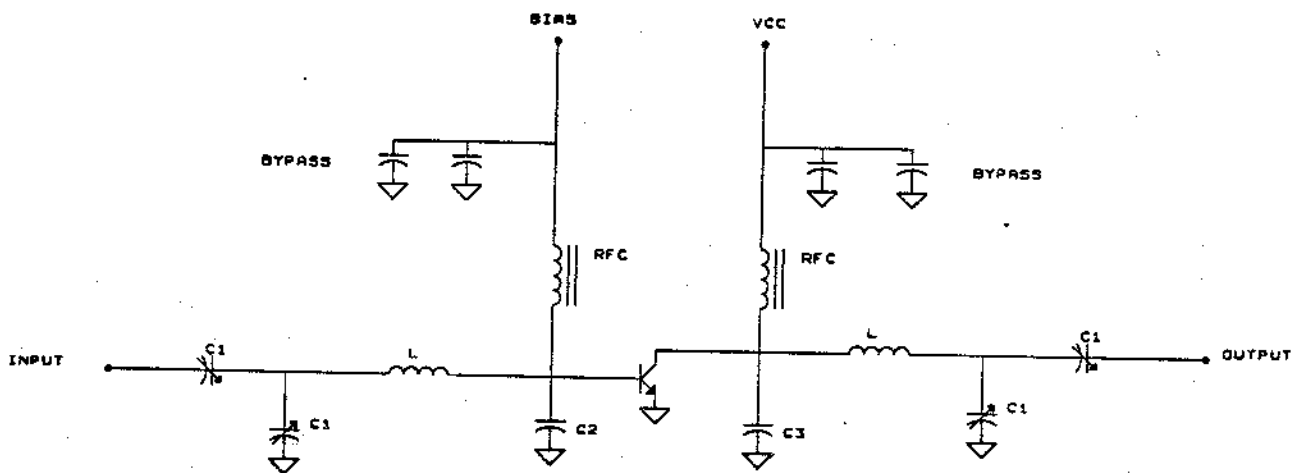 BIAS
VCC
BYPASS
BYPASS
RFC
RFC
INPUT
C1
L
L
C1
OUTPUT
C1
C2
C3
C1